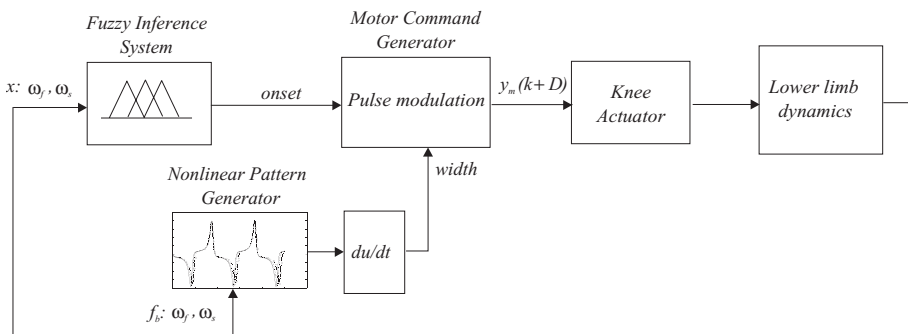 Fuzzy Inference
System
Motor Command
Generator
x: ω_f , ω_s
onset
Pulse modulation
y_m (k+ D)
Knee
Actuator
Lower limb
dynamics
width
Nonlinear Pattern
Generator
du/dt
f_b: ω_f , ω_s